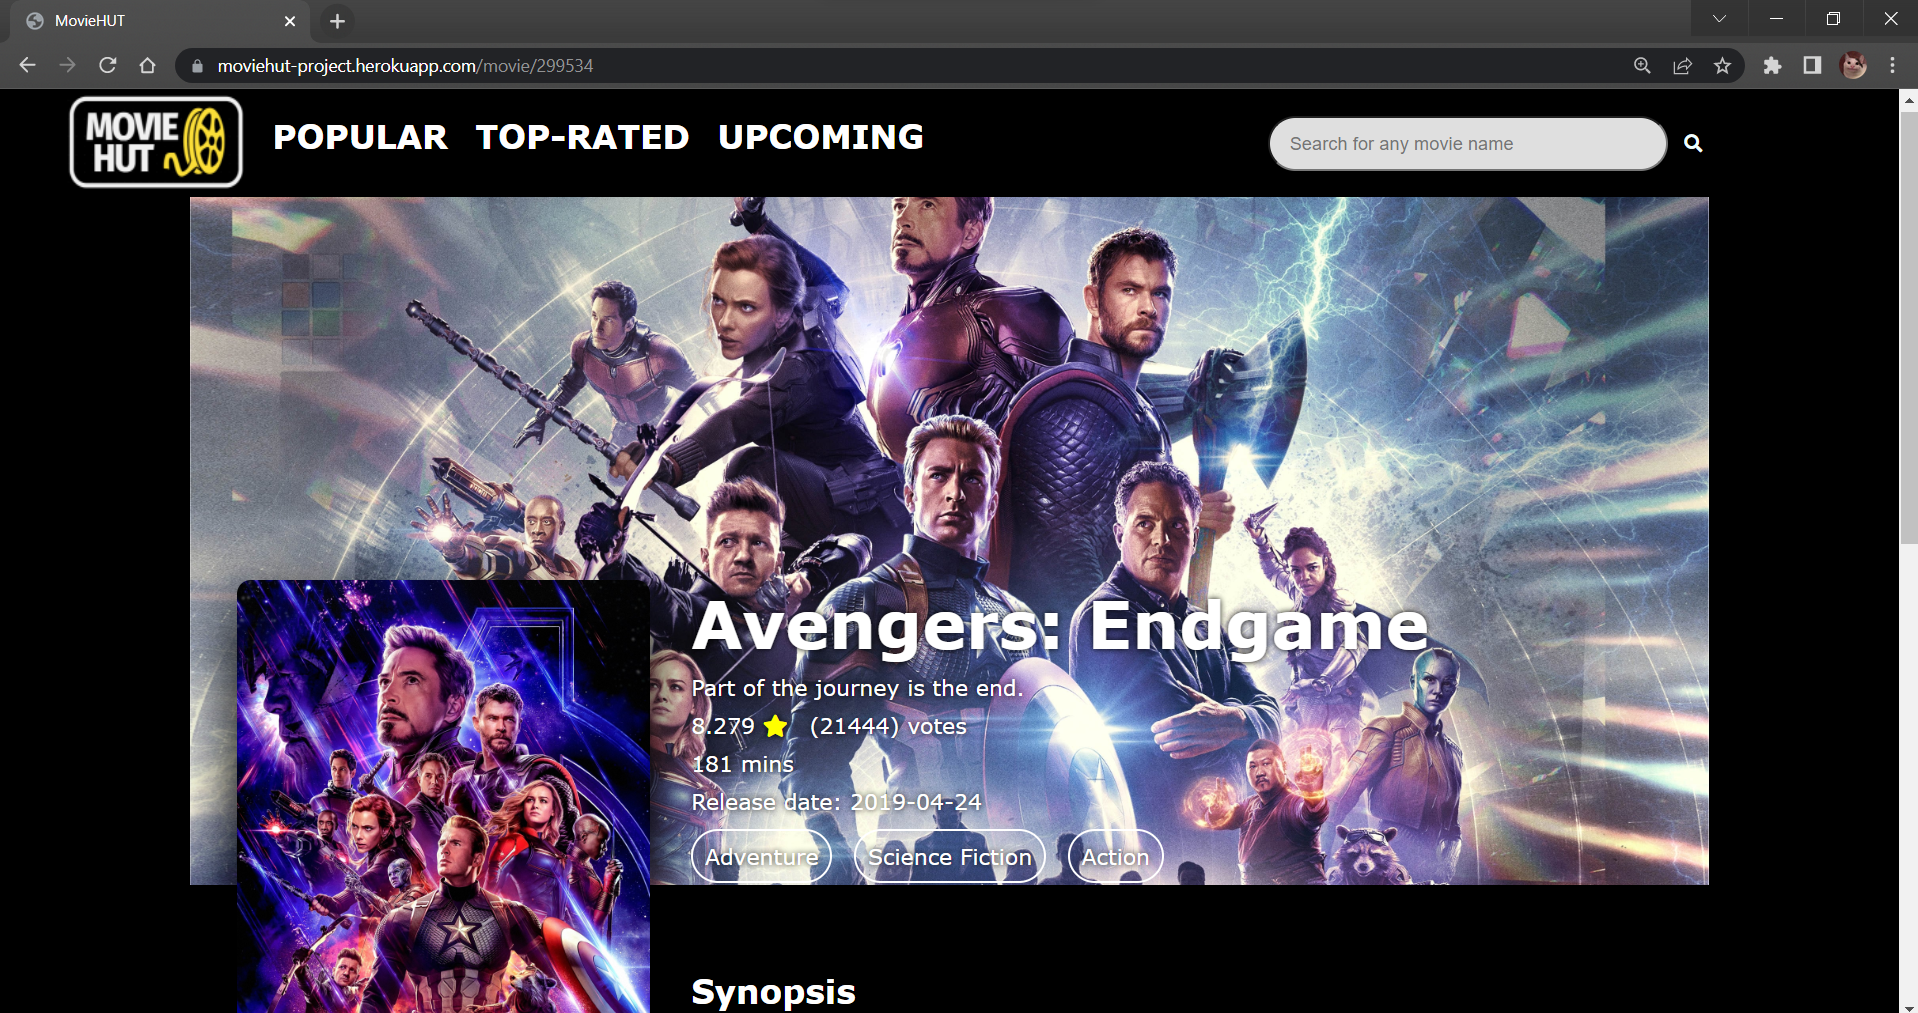 MovieHUT
moviehut-project.herokuapp.com/movie/299534
MOVIE
HUT
POPULAR TOP-RATED UPCOMING
Search for any movie name
Avengers: Endgame
Part of the journey is the end.
8.279 (21444) votes
181 mins
Release date: 2019-04-24
Adventure Science Fiction Action
Synopsis